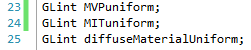 23 GLint MVPuniform;
24 GLint MITuniform;
25 GLint diffuseMaterialUniform;